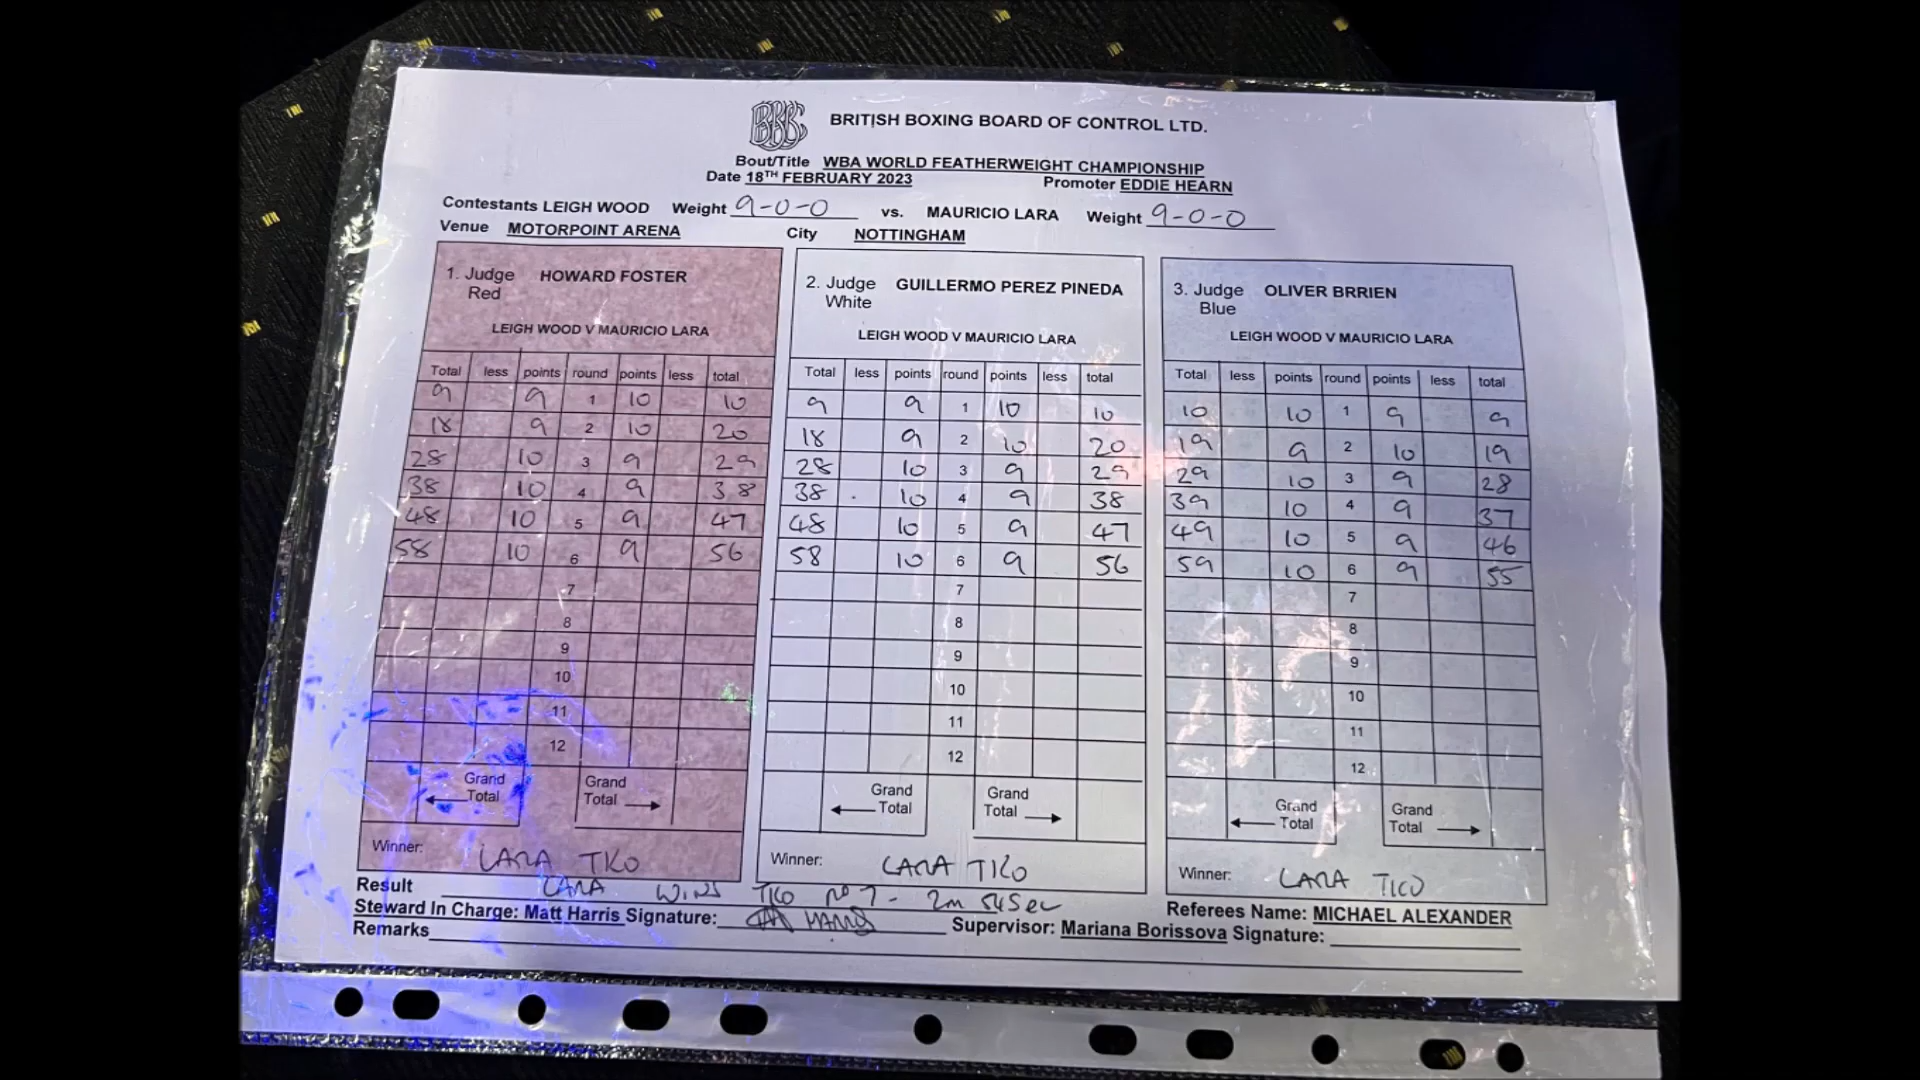 BBBC
BRITISH BOXING BOARD OF CONTROL LTD.
Bout/Title WBA WORLD FEATHERWEIGHT CHAMPIONSHIP
Date 18TH FEBRUARY 2023 Promoter EDDIE HEARN
Contestants LEIGH WOOD Weight 9-0-0 vs. MAURICIO LARA Weight 9-0-0
Venue MOTORPOINT ARENA City NOTTINGHAM
1. Judge HOWARD FOSTER
Red
LEIGH WOOD V MAURICIO LARA
Total less points round points less total
9 9 1 10 10
18 9 2 10 20
28 10 3 9 29
38 10 4 9 38
48 10 5 9 47
58 10 6 9 56
7
8
9
10
11
12
Grand Total Grand Total
Winner: LARA TKO
2. Judge GUILLERMO PEREZ PINEDA
White
LEIGH WOOD V MAURICIO LARA
Total less points round points less total
9 9 1 10 10
18 9 2 10 20
28 10 3 9 29
38 10 4 9 38
48 10 5 9 47
58 10 6 9 56
7
8
9
10
11
12
Grand Total Grand Total
Winner: LARA TKO
3. Judge OLIVER BRRIEN
Blue
LEIGH WOOD V MAURICIO LARA
Total less points round points less total
10 10 1 9 9
19 9 2 10 19
29 10 3 9 28
39 10 4 9 37
49 10 5 9 46
59 10 6 9 55
7
8
9
10
11
12
Grand Total Grand Total
Winner: LARA TKO
Result LARA WINS TKO RD 7 - 2m 54Sec
Steward In Charge: Matt Harris Signature: Supervisor: Mariana Borissova Signature: Referees Name: MICHAEL ALEXANDER
Remarks